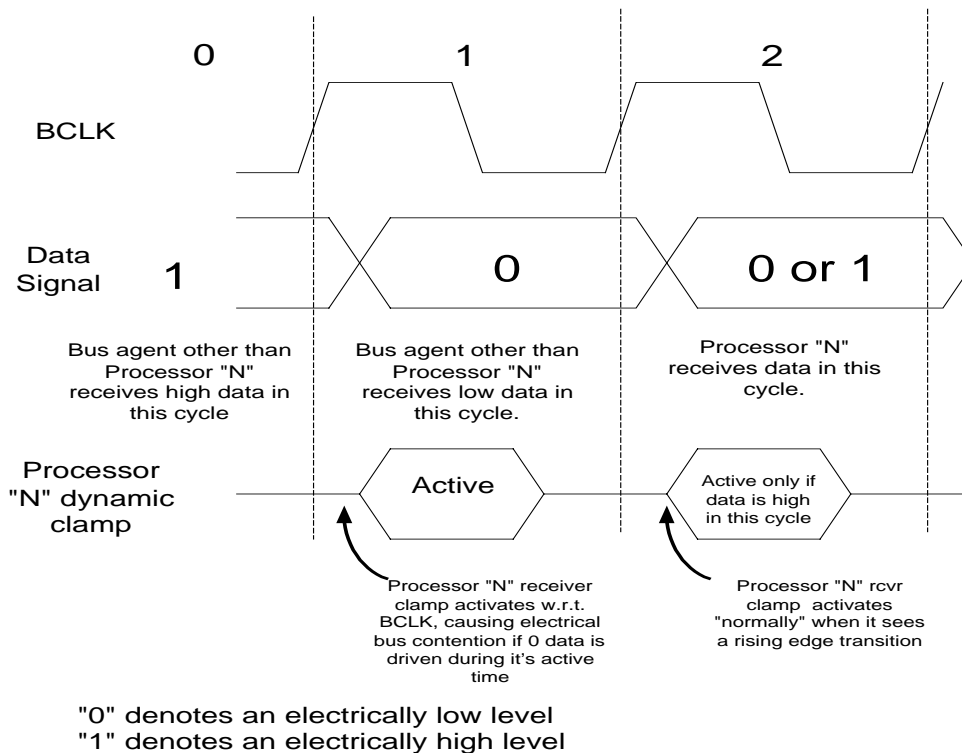 0
1
2
BCLK
Data
Signal
1
0
0 or 1
Bus agent other than
Processor "N"
receives high data in
this cycle
Bus agent other than
Processor "N"
receives low data in
this cycle.
Processor "N"
receives data in this
cycle.
Processor
"N" dynamic
clamp
Active
Active only if
data is high
in this cycle
Processor "N" receiver
clamp activates w.r.t.
BCLK, causing electrical
bus contention if 0 data is
driven during it's active
time
Processor "N" rcvr
clamp activates
"normally" when it sees
a rising edge transition
"0" denotes an electrically low level
"1" denotes an electrically high level